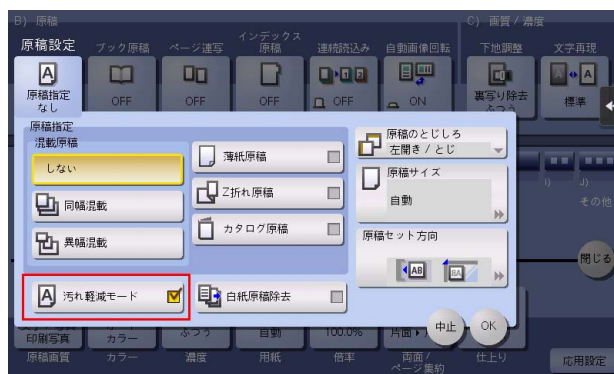 B) 原稿
C) 画質 / 濃度
原稿設定
ブック原稿
ページ連写
インデックス
原稿
連続読込み
自動画像回転
下地調整
文字再現
原稿指定
なし
OFF
OFF
OFF
OFF
ON
裏写り除去
ふつう
標準
原稿指定
混載原稿
しない
同幅混載
異幅混載
薄紙原稿
Z折れ原稿
カタログ原稿
原稿のとじしろ
左開き / とじ
原稿サイズ
自動
原稿セット方向
AB
BA
汚れ軽減モード
白紙原稿除去
中止
OK
I)
J)
その他
閉じる
印刷写真
カラー
ふつう
自動
100.0%
片面
原稿画質
カラー
濃度
用紙
倍率
両面 /
ページ集約
仕上り
応用設定